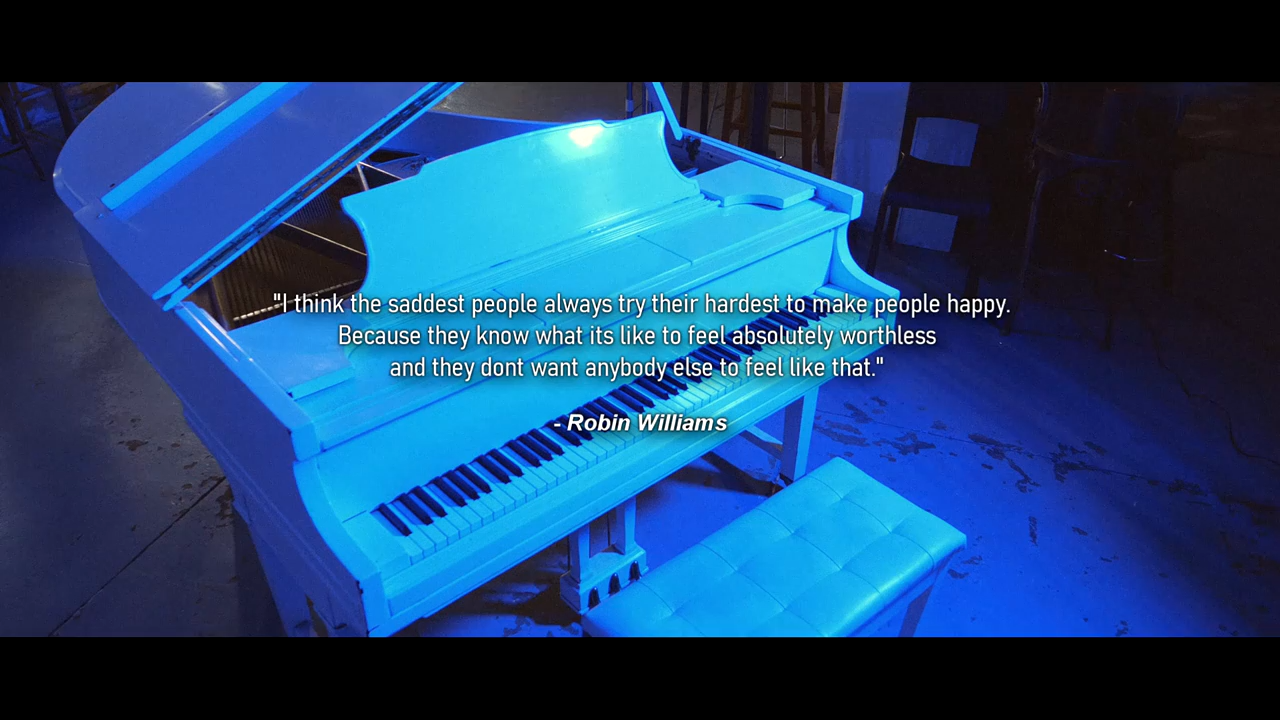 "I think the saddest people always try their hardest to make people happy.
Because they know what its like to feel absolutely worthless
and they dont want anybody else to feel like that."
- Robin Williams